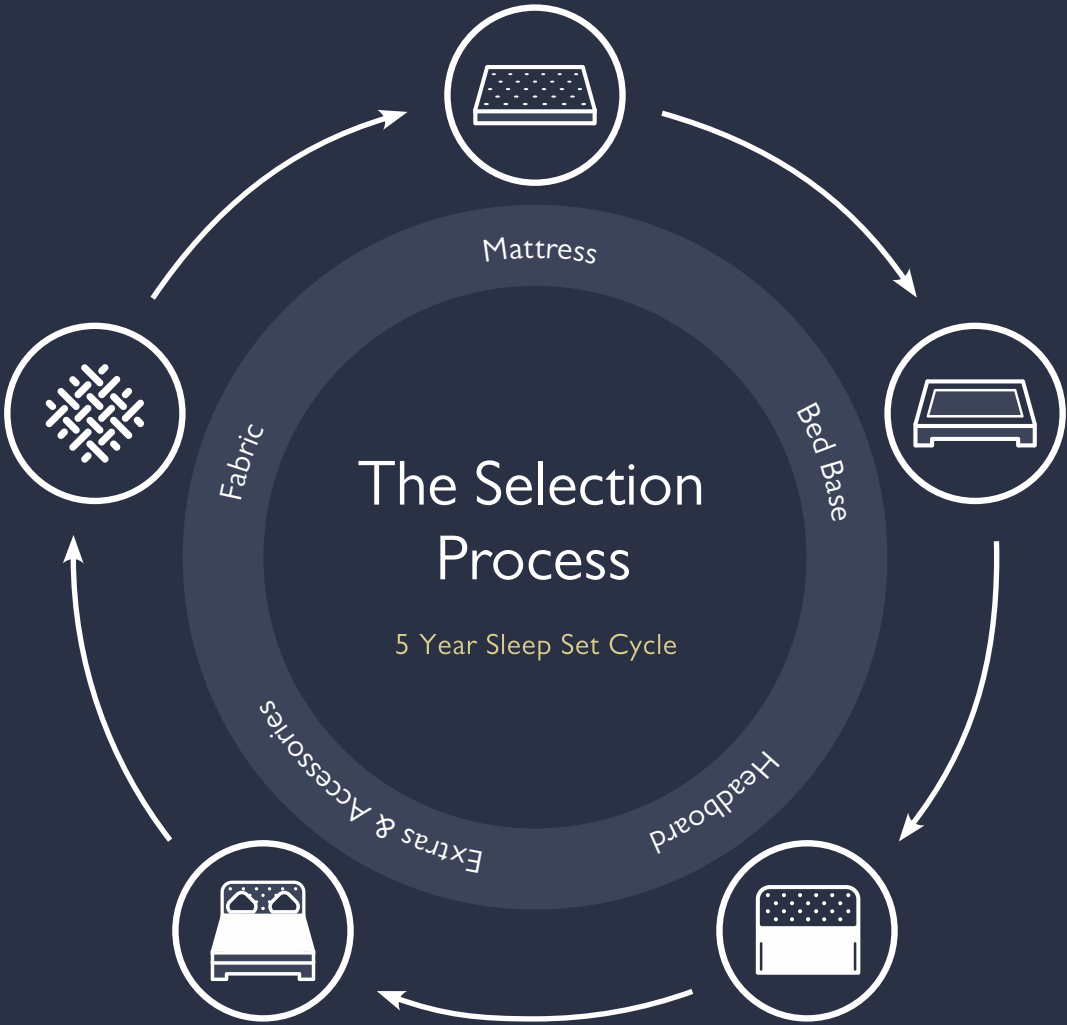 Mattress
Bed Base
Headboard
Extras & Accessories
Fabric
The Selection
Process
5 Year Sleep Set Cycle